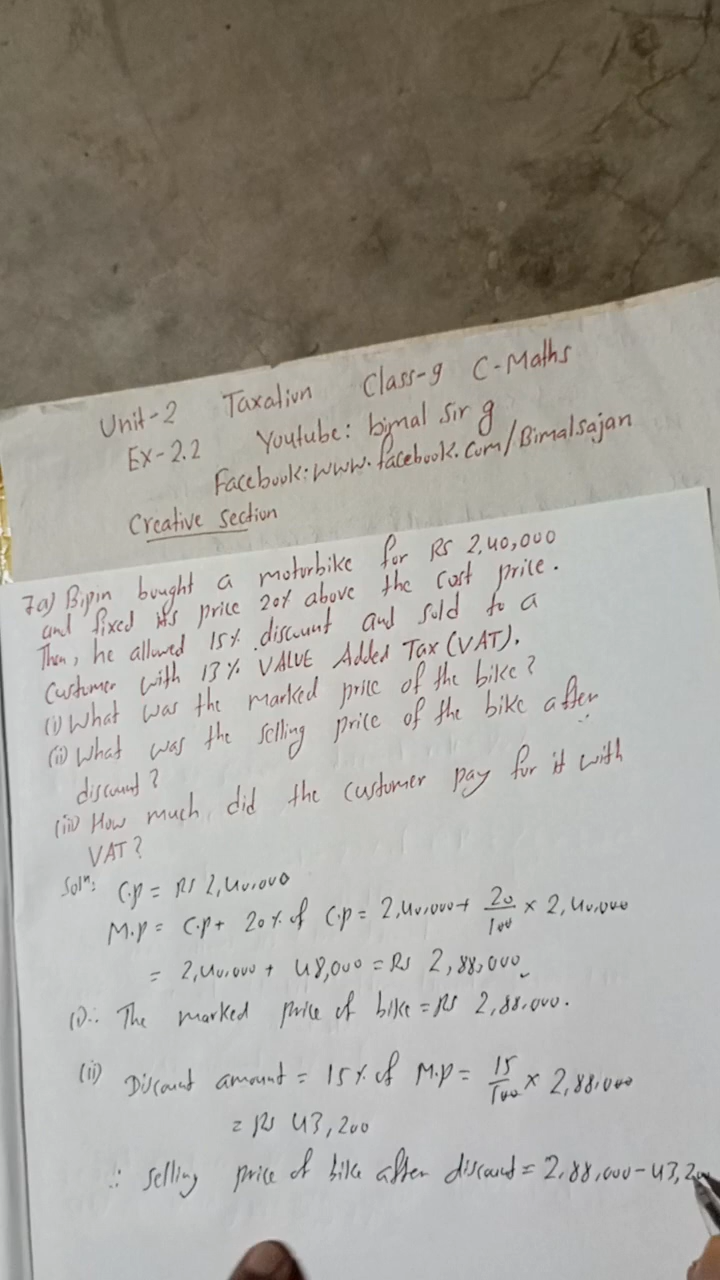 Unit-2 Taxation Class-9 C-Maths
Ex-2.2 Youtube: bimal sir g
Facebook: www.facebook.com/Bimalsajan
Creative section
7a) Bipin bought a motorbike for RS 2,40,000
and fixed its price 20% above the cost price.
Then, he allowed 15% discount and sold to a
customer with 13% VALUE Added Tax (VAT).
(i) What was the marked price of the bike?
(ii) What was the selling price of the bike after
discount?
(iii) How much did the customer pay for it with
VAT?
Solⁿ: C.p = RS 2,40,000
M.p = C.p + 20% of C.p = 2,40,000 + 20/100 × 2,40,000
= 2,40,000 + 48,000 = RS 2,88,000
(i) ∴ The marked price of bike = RS 2,88,000.
(ii) Discount amount = 15% of M.p = 15/100 × 2,88,000
= RS 43,200
∴ Selling price of bike after discount = 2,88,000 - 43,200